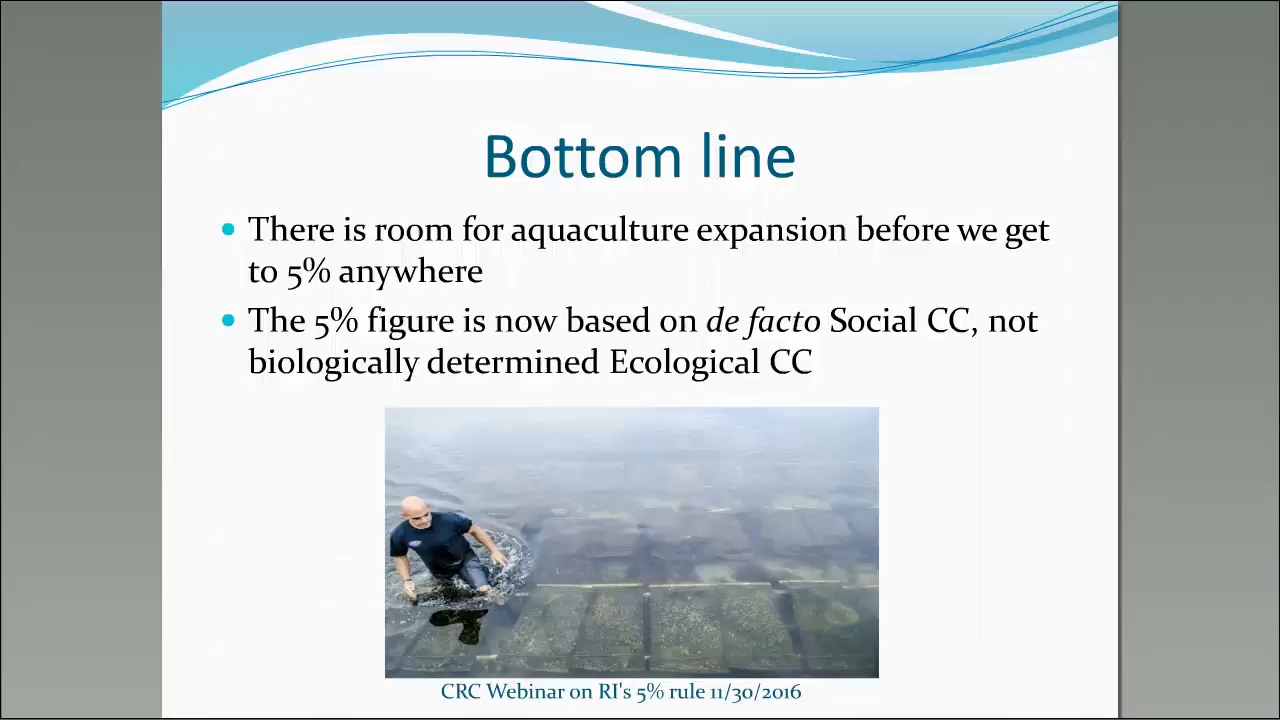 Bottom line
There is room for aquaculture expansion before we get
to 5% anywhere
The 5% figure is now based on de facto Social CC, not
biologically determined Ecological CC
CRC Webinar on RI's 5% rule 11/30/2016